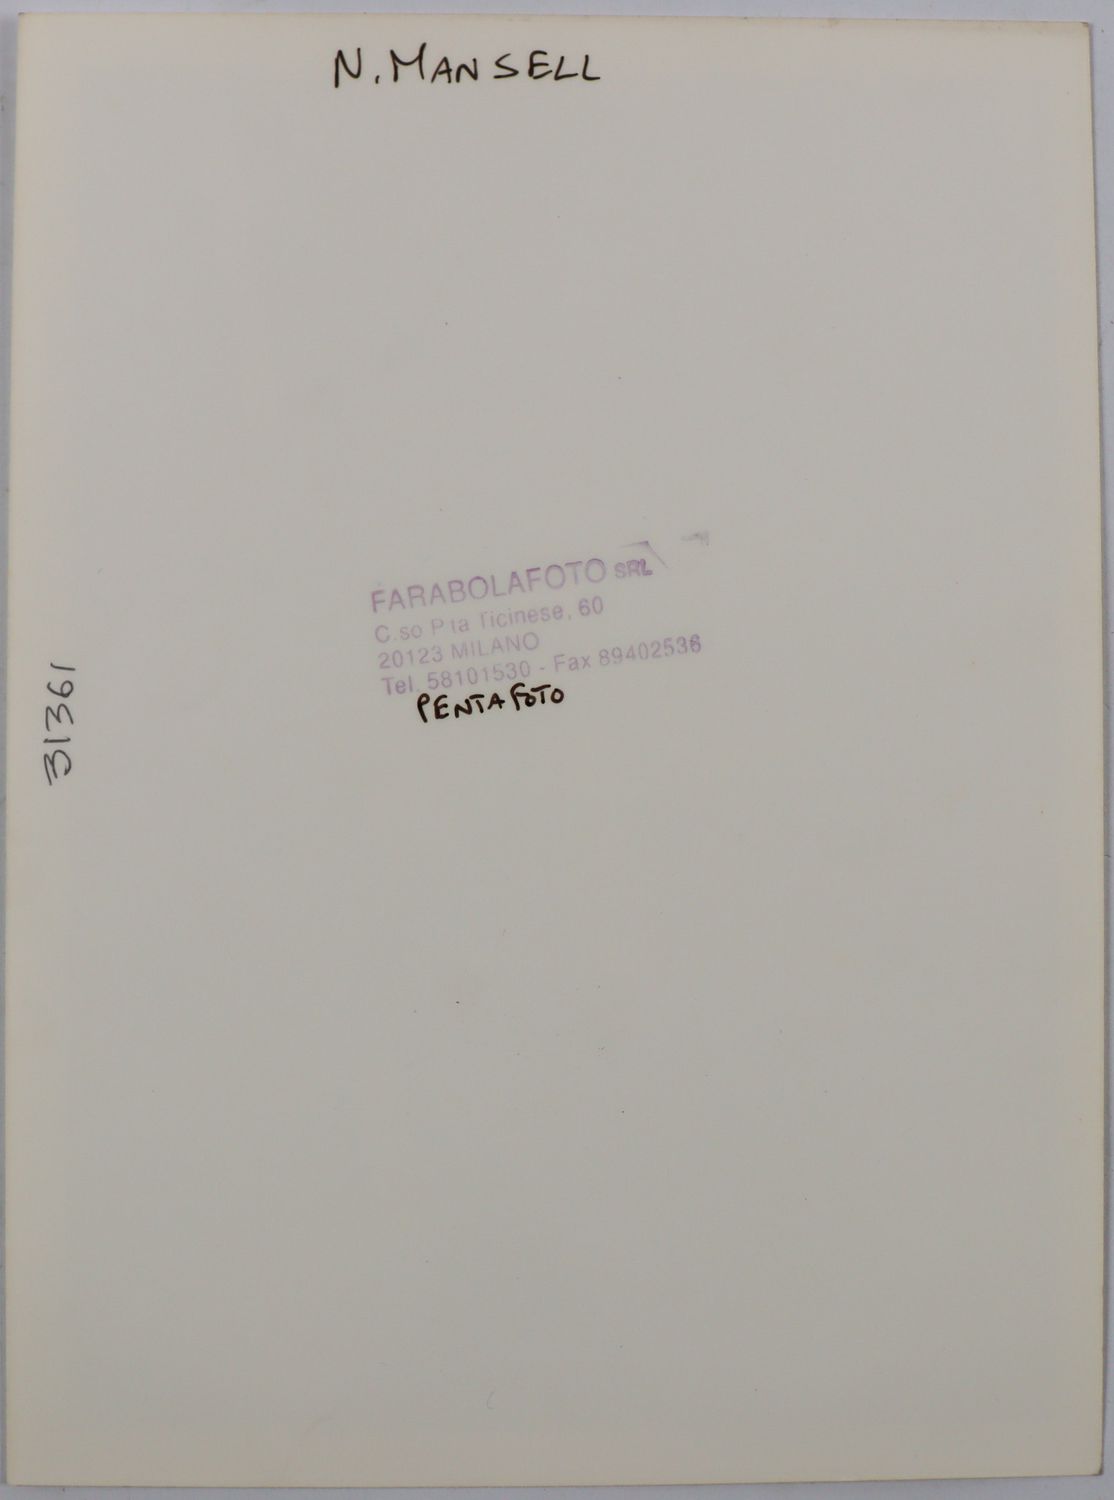 N. MANSELL
FARABOLAFOTO SRL
C.so P.ta Ticinese, 60
20123 MILANO
Tel. 58101530 - Fax 89402536
PENTAFOTO
31361